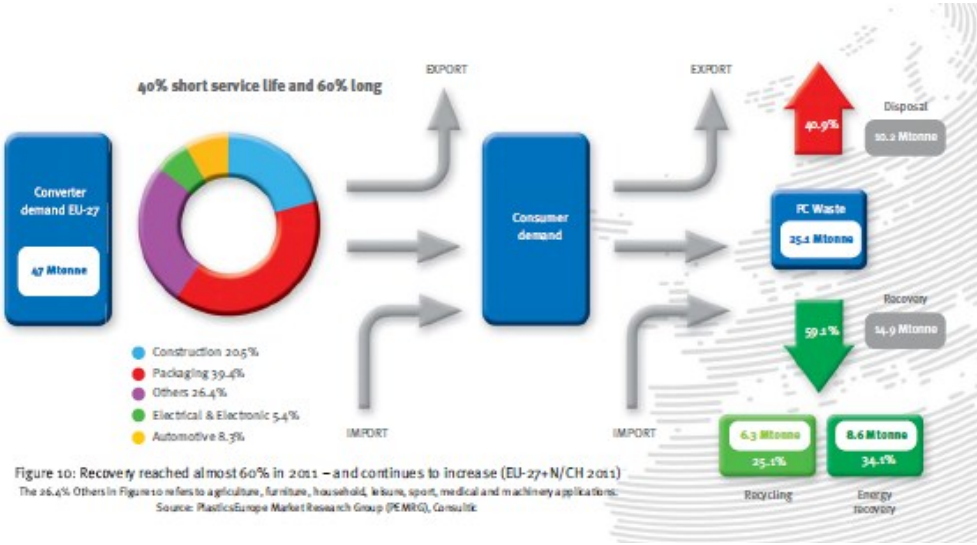 40% short service life and 60% long
EXPORT
EXPORT
40.9%
Disposal
10.2 Mtonne
Converter
demand EU-27
47 Mtonne
Consumer
demand
PC Waste
25.1 Mtonne
59.1%
Recovery
14.9 Mtonne
Construction 20.5%
Packaging 39.4%
Others 26.4%
Electrical & Electronic 5.4%
Automotive 8.3%
IMPORT
IMPORT
6.3 Mtonne
25.1%
Recycling
8.6 Mtonne
34.1%
Energy
recovery
Figure 10: Recovery reached almost 60% in 2011 – and continues to increase (EU-27+N/CH 2011)
The 26.4% Others in Figure 10 refers to agriculture, furniture, household, leisure, sport, medical and machinery applications.
Source: PlasticsEurope Market Research Group (PEMRG), Consultic